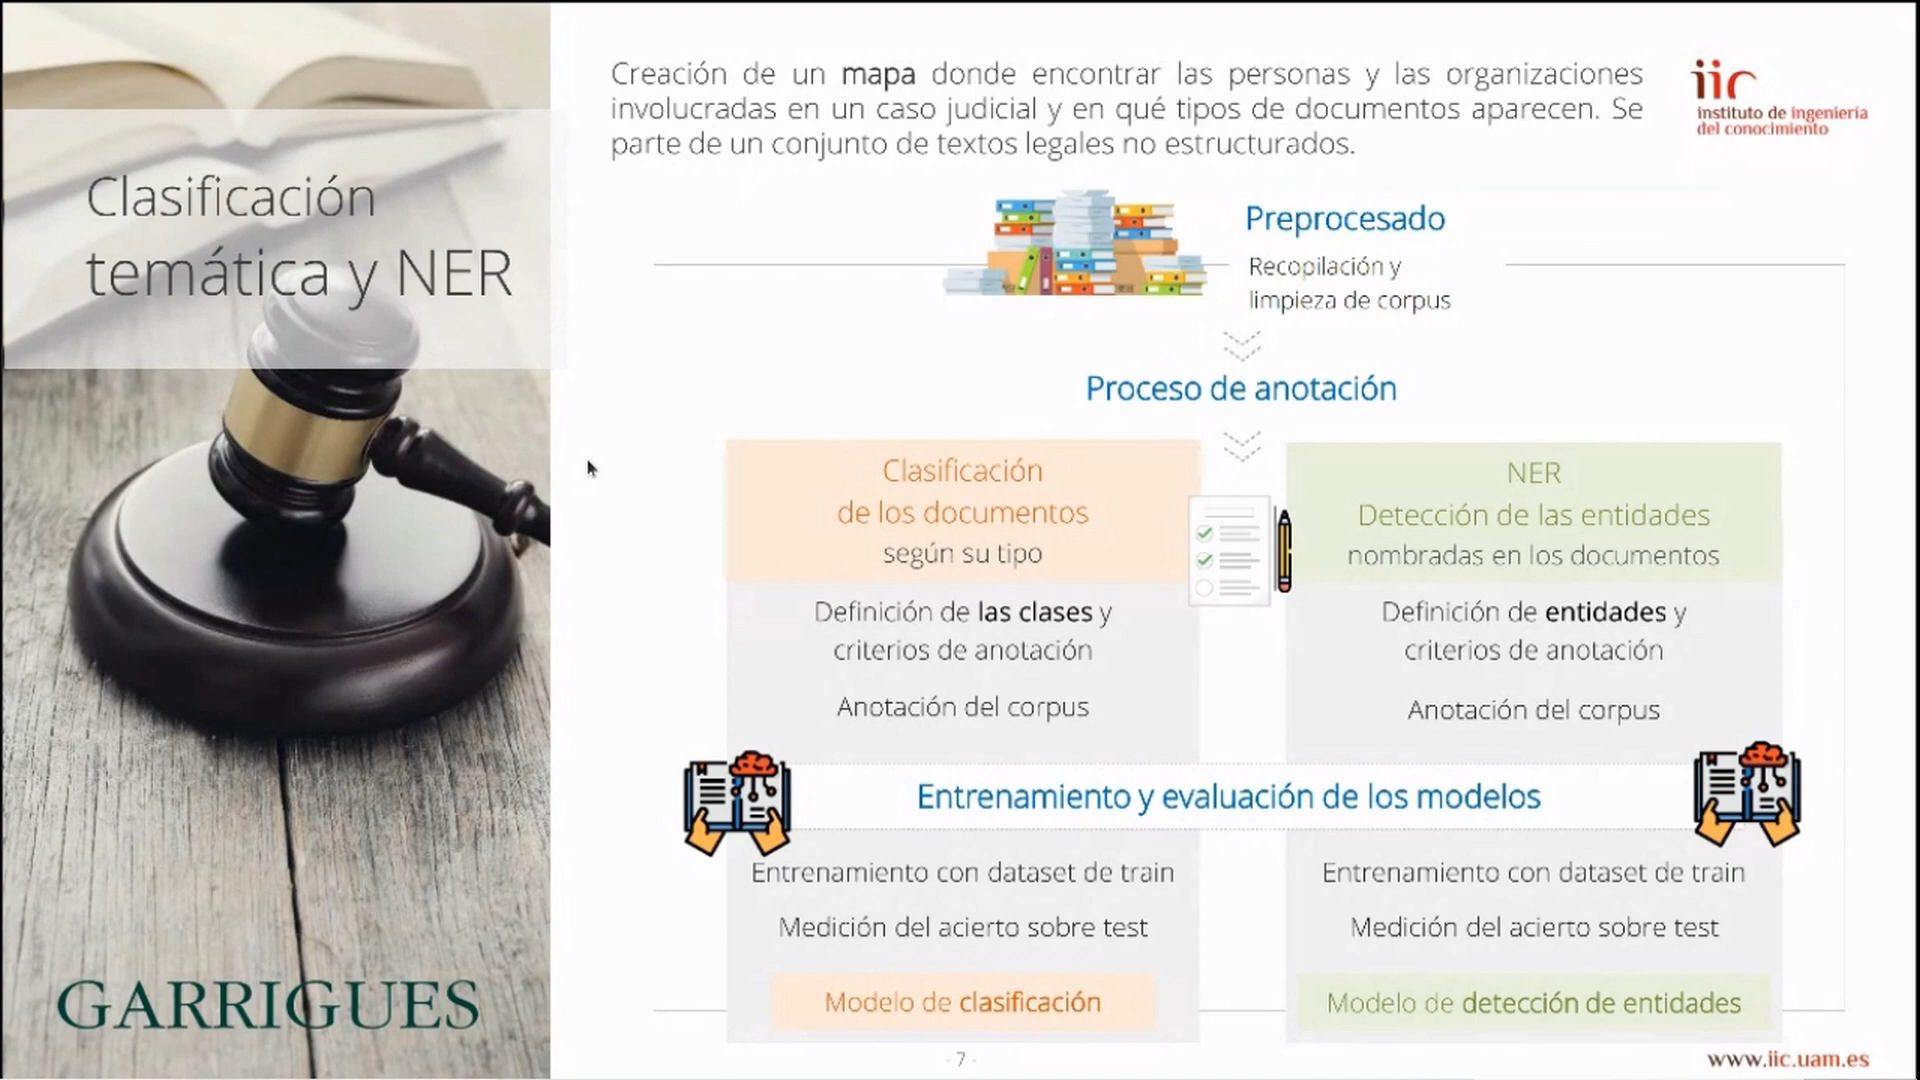 Clasificación
temática y NER
GARRIGUES
Creación de un mapa donde encontrar las personas y las organizaciones
involucradas en un caso judicial y en qué tipos de documentos aparecen. Se
parte de un conjunto de textos legales no estructurados.
iic
instituto de ingeniería
del conocimiento
Preprocesado
Recopilación y
limpieza de corpus
Proceso de anotación
Clasificación
de los documentos
según su tipo
Definición de las clases y
criterios de anotación
Anotación del corpus
NER
Detección de las entidades
nombradas en los documentos
Definición de entidades y
criterios de anotación
Anotación del corpus
Entrenamiento y evaluación de los modelos
Entrenamiento con dataset de train
Medición del acierto sobre test
Modelo de clasificación
Entrenamiento con dataset de train
Medición del acierto sobre test
Modelo de detección de entidades
- 7 -
www.iic.uam.es